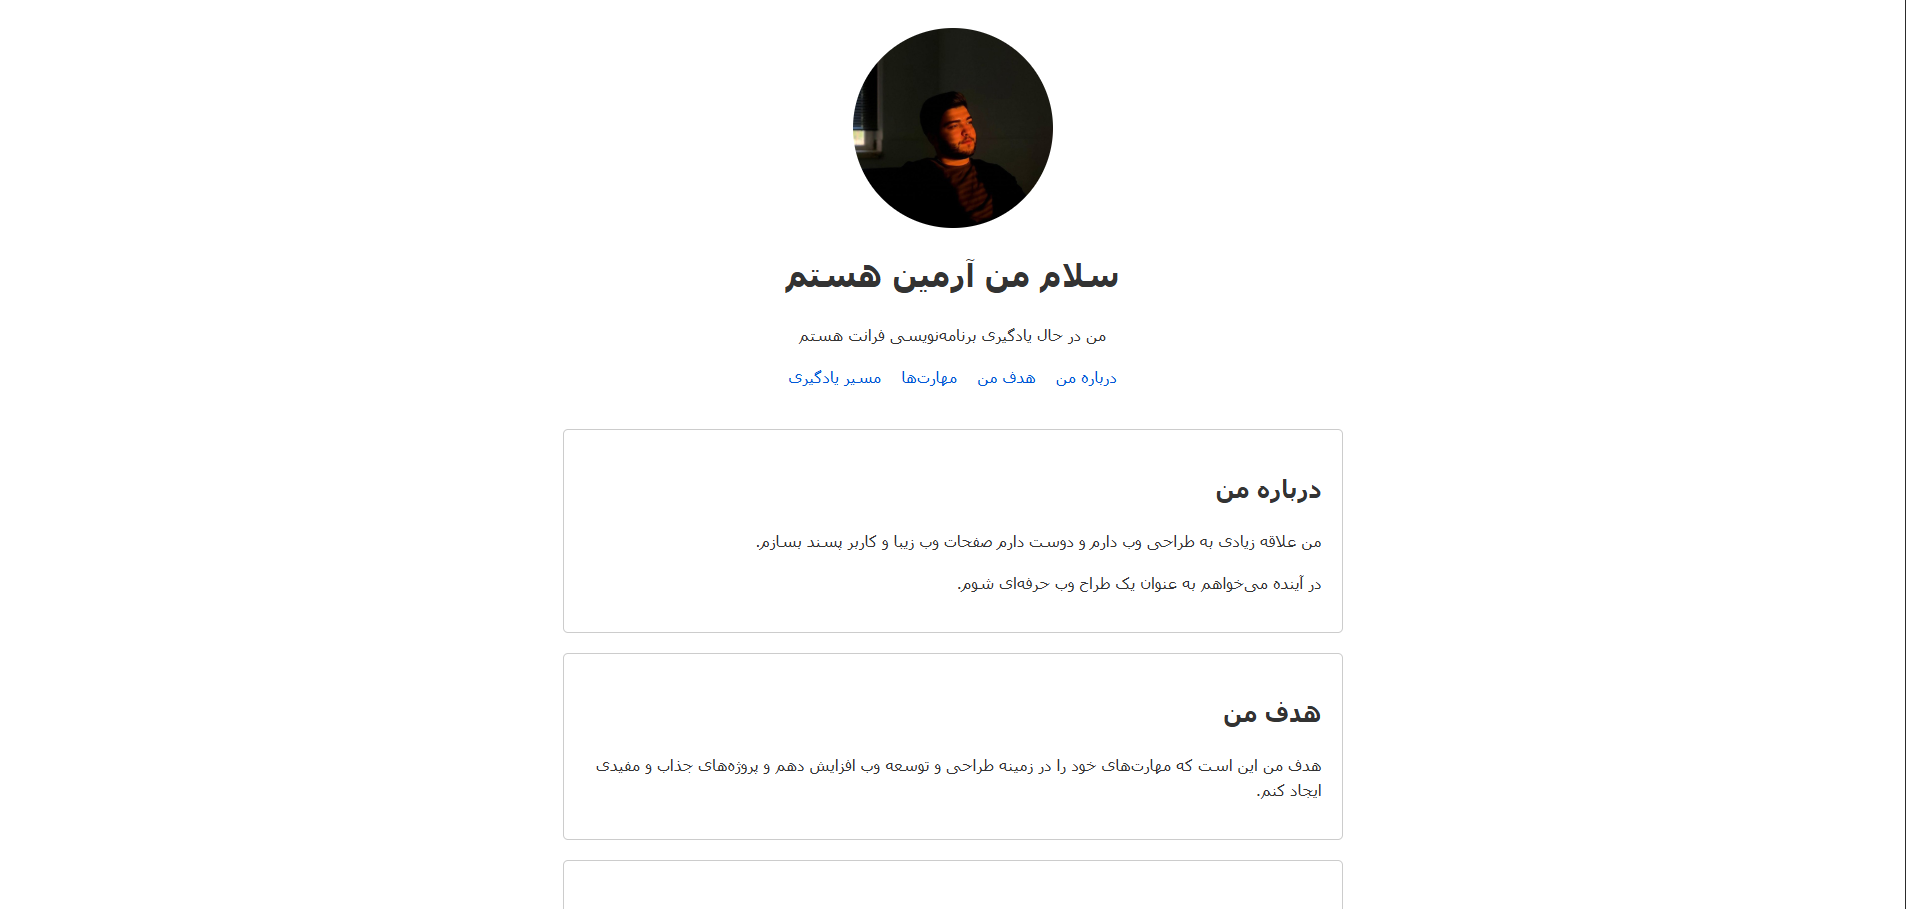 سلام من آرمین هستم
من در حال یادگیری برنامه‌نویسی فرانت هستم
درباره من هدف من مهارت‌ها مسیر یادگیری
درباره من
من علاقه زیادی به طراحی وب دارم و دوست دارم صفحات وب زیبا و کاربر پسند بسازم.
در آینده می‌خواهم به عنوان یک طراح وب حرفه‌ای شوم.
هدف من
هدف من این است که مهارت‌های خود را در زمینه طراحی و توسعه وب افزایش دهم و پروژه‌های جذاب و مفیدی
ایجاد کنم.